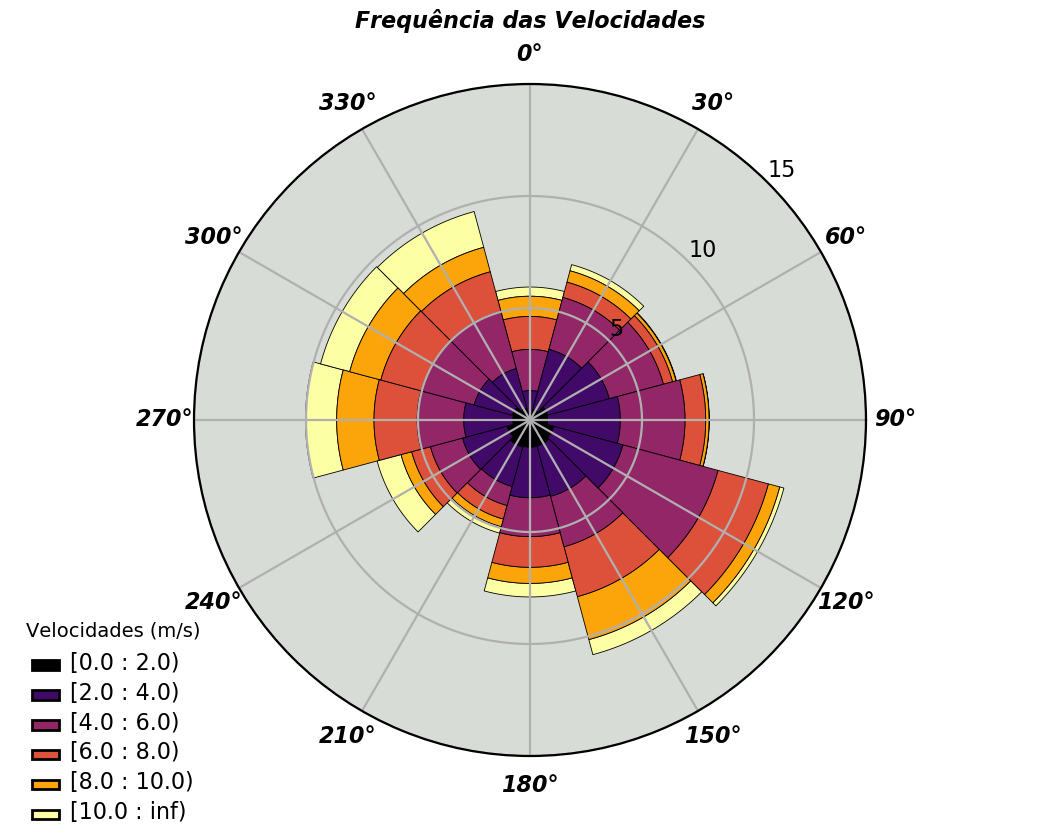 Frequência das Velocidades
0°
330°
30°
15
300°
60°
10
5
270°
90°
240°
120°
210°
150°
180°
Velocidades (m/s)
[0.0 : 2.0)
[2.0 : 4.0)
[4.0 : 6.0)
[6.0 : 8.0)
[8.0 : 10.0)
[10.0 : inf)